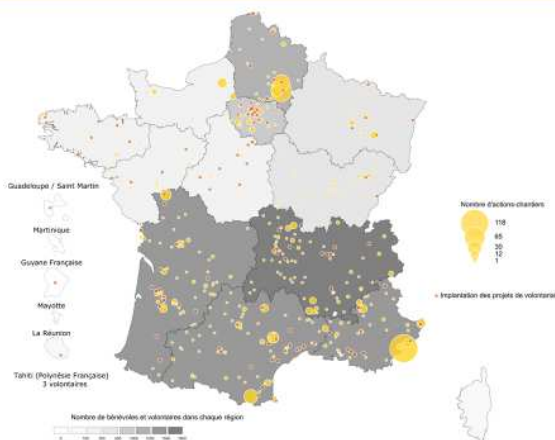 Guadeloupe / Saint Martin
Martinique
Guyane Française
Mayotte
La Réunion
Tahiti (Polynésie Française)
3 volontaires
Nombre d'actions-chantiers
118
65
30
12
1
Implantation des projets de volontariat
Nombre de bénévoles et volontaires dans chaque région